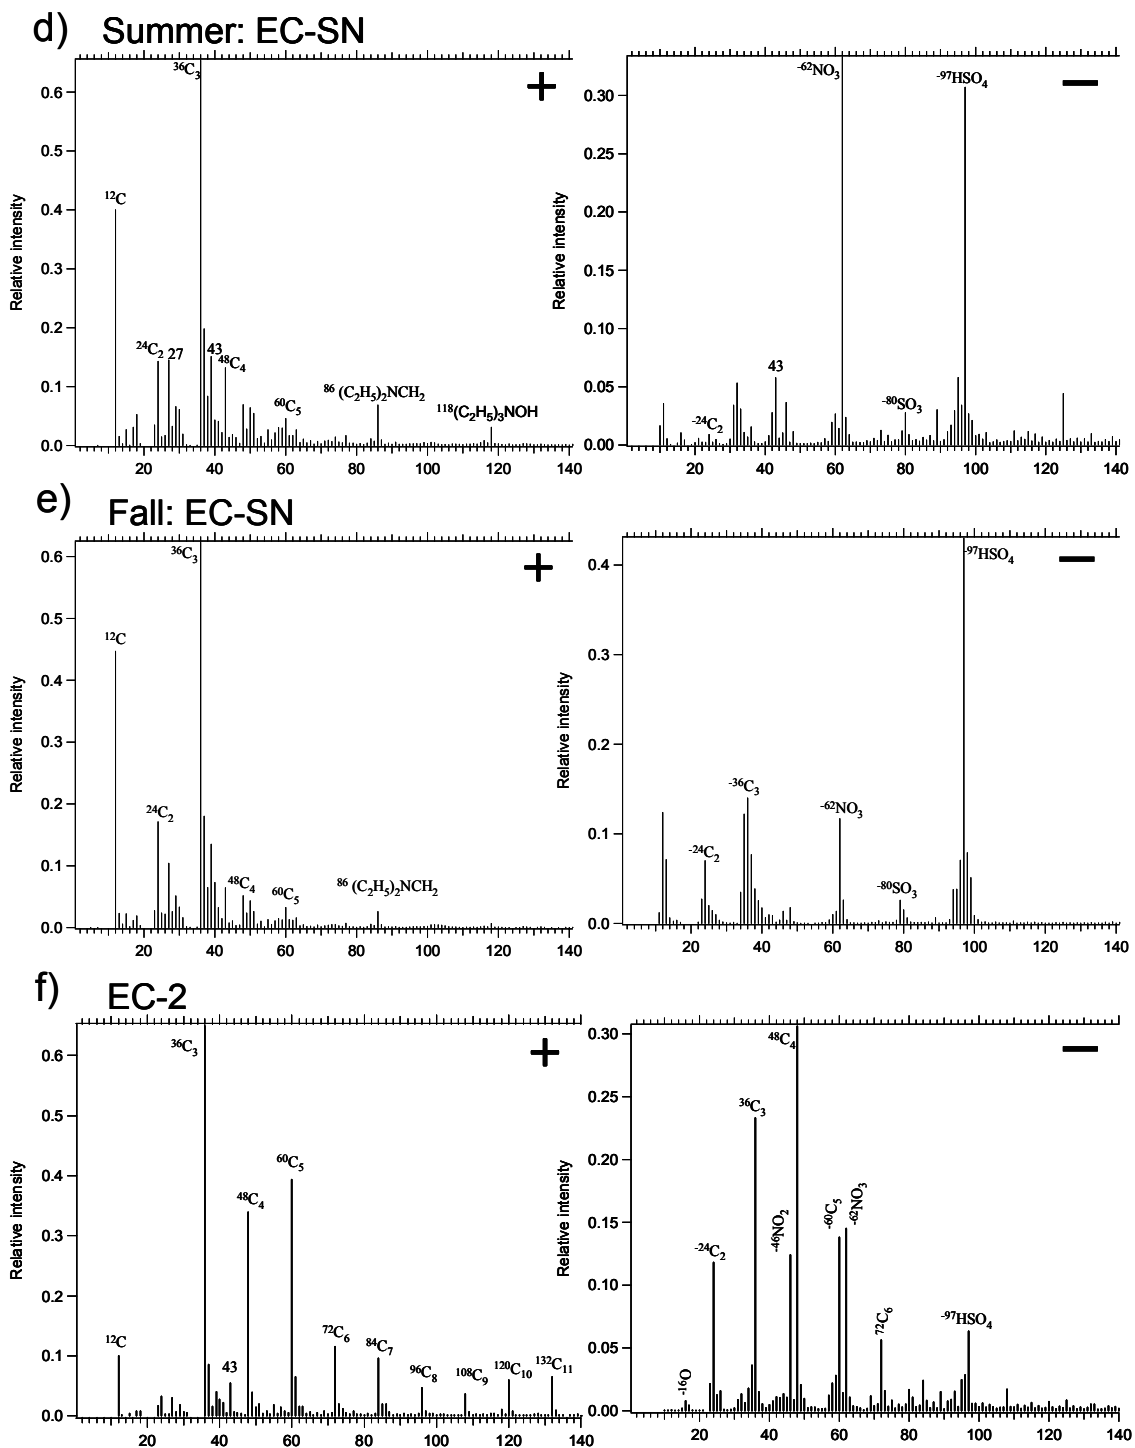 d) Summer: EC-SN
+
−
Relative intensity
0.6
0.5
0.4
0.3
0.2
0.1
0.0
³⁶C₃
¹²C
²⁴C₂
27
43
⁴⁸C₄
⁶⁰C₅
⁸⁶ (C₂H₅)₂NCH₂
¹¹⁸(C₂H₅)₃NOH
20 40 60 80 100 120 140
Relative intensity
0.30
0.25
0.20
0.15
0.10
0.05
0.00
⁻⁶²NO₃
⁻⁹⁷HSO₄
43
⁻²⁴C₂
⁻⁸⁰SO₃
20 40 60 80 100 120 140
e) Fall: EC-SN
+
−
Relative intensity
0.6
0.5
0.4
0.3
0.2
0.1
0.0
³⁶C₃
¹²C
²⁴C₂
⁴⁸C₄
⁶⁰C₅
⁸⁶ (C₂H₅)₂NCH₂
20 40 60 80 100 120 140
Relative intensity
0.4
0.3
0.2
0.1
0.0
⁻⁹⁷HSO₄
⁻³⁶C₃
⁻⁶²NO₃
⁻²⁴C₂
⁻⁸⁰SO₃
20 40 60 80 100 120 140
f) EC-2
+
−
Relative intensity
0.6
0.5
0.4
0.3
0.2
0.1
0.0
³⁶C₃
¹²C
43
⁴⁸C₄
⁶⁰C₅
⁷²C₆
⁸⁴C₇
⁹⁶C₈
¹⁰⁸C₉
¹²⁰C₁₀
¹³²C₁₁
20 40 60 80 100 120 140
Relative intensity
0.30
0.25
0.20
0.15
0.10
0.05
0.00
⁻¹⁶O
⁻²⁴C₂
³⁶C₃
⁻⁴⁶NO₂
⁴⁸C₄
⁻⁶⁰C₅
⁻⁶²NO₃
⁷²C₆
⁻⁹⁷HSO₄
20 40 60 80 100 120 140